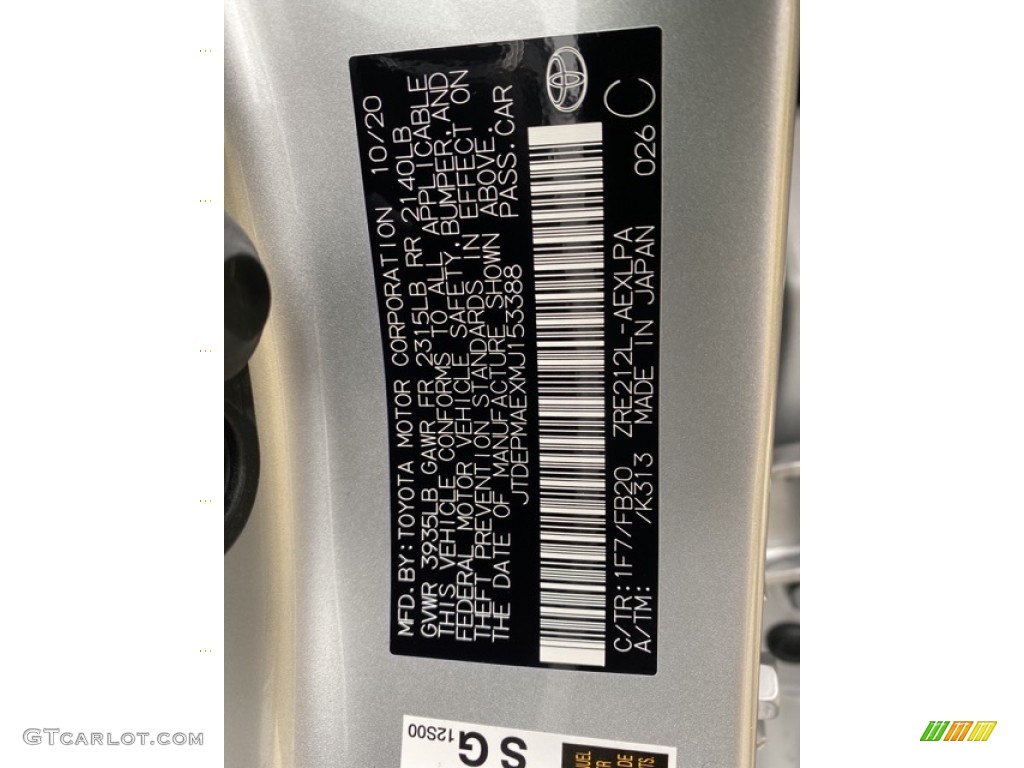 MFD.BY:TOYOTA MOTOR CORPORATION 10/20
GVWR 3935LB GAWR FR 2315LB RR 2140LB
THIS VEHICLE CONFORMS TO ALL APPLICABLE
FEDERAL MOTOR VEHICLE SAFETY,BUMPER,AND
THEFT PREVENTION STANDARDS IN EFFECT ON
THE DATE OF MANUFACTURE SHOWN ABOVE.
JTDEPMAEXMJ153388 PASS.CAR
C/TR:1F7/FB20 ZRE212L-AEXLPA 026
A/TM: /K313 MADE IN JAPAN
C
12S00
SG
DE
GTCarlot.com